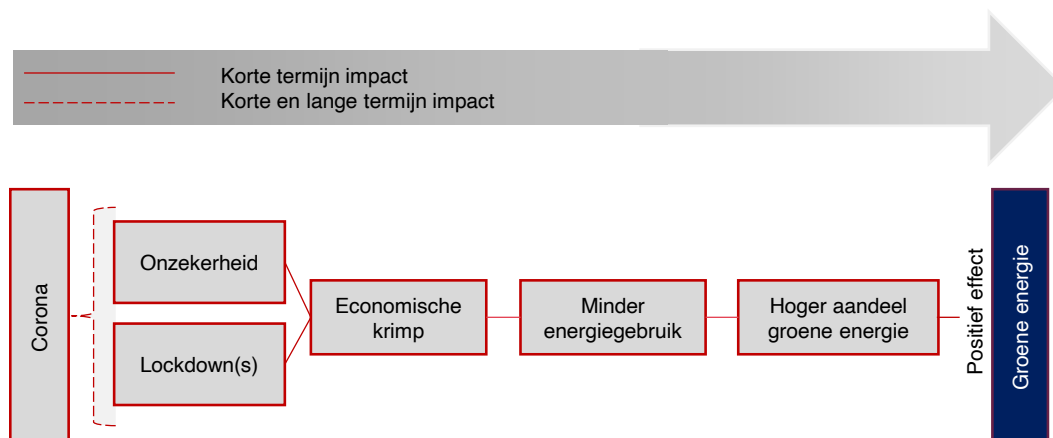 Korte termijn impact
Korte en lange termijn impact
Corona
Onzekerheid
Lockdown(s)
Economische
krimp
Minder
energiegebruik
Hoger aandeel
groene energie
Positief effect
Groene energie